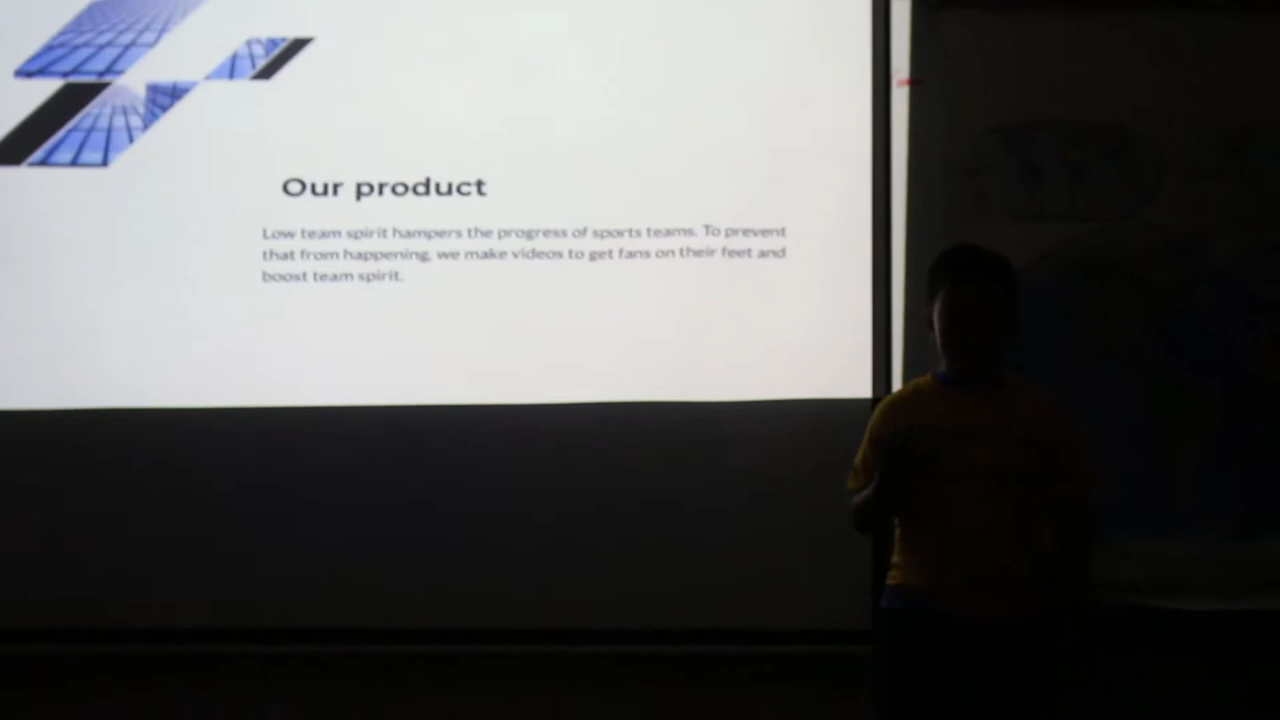 Our product
Low team spirit hampers the progress of sports teams. To prevent
that from happening, we make videos to get fans on their feet and
boost team spirit.